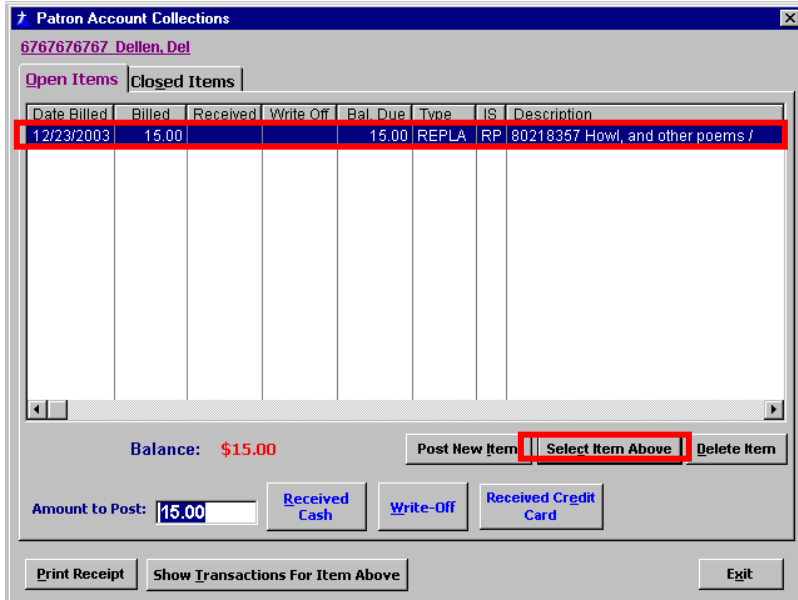 Patron Account Collections
6767676767 Dellen, Del
Open Items Closed Items
Date Billed Billed Received Write Off Bal. Due Type IS Description
12/23/2003 15.00 15.00 REPLA RP 80218357 Howl, and other poems /
Balance: $15.00 Post New Item Select Item Above Delete Item
Amount to Post: 15.00 Received Cash Write-Off Received Credit Card
Print Receipt Show Transactions For Item Above Exit